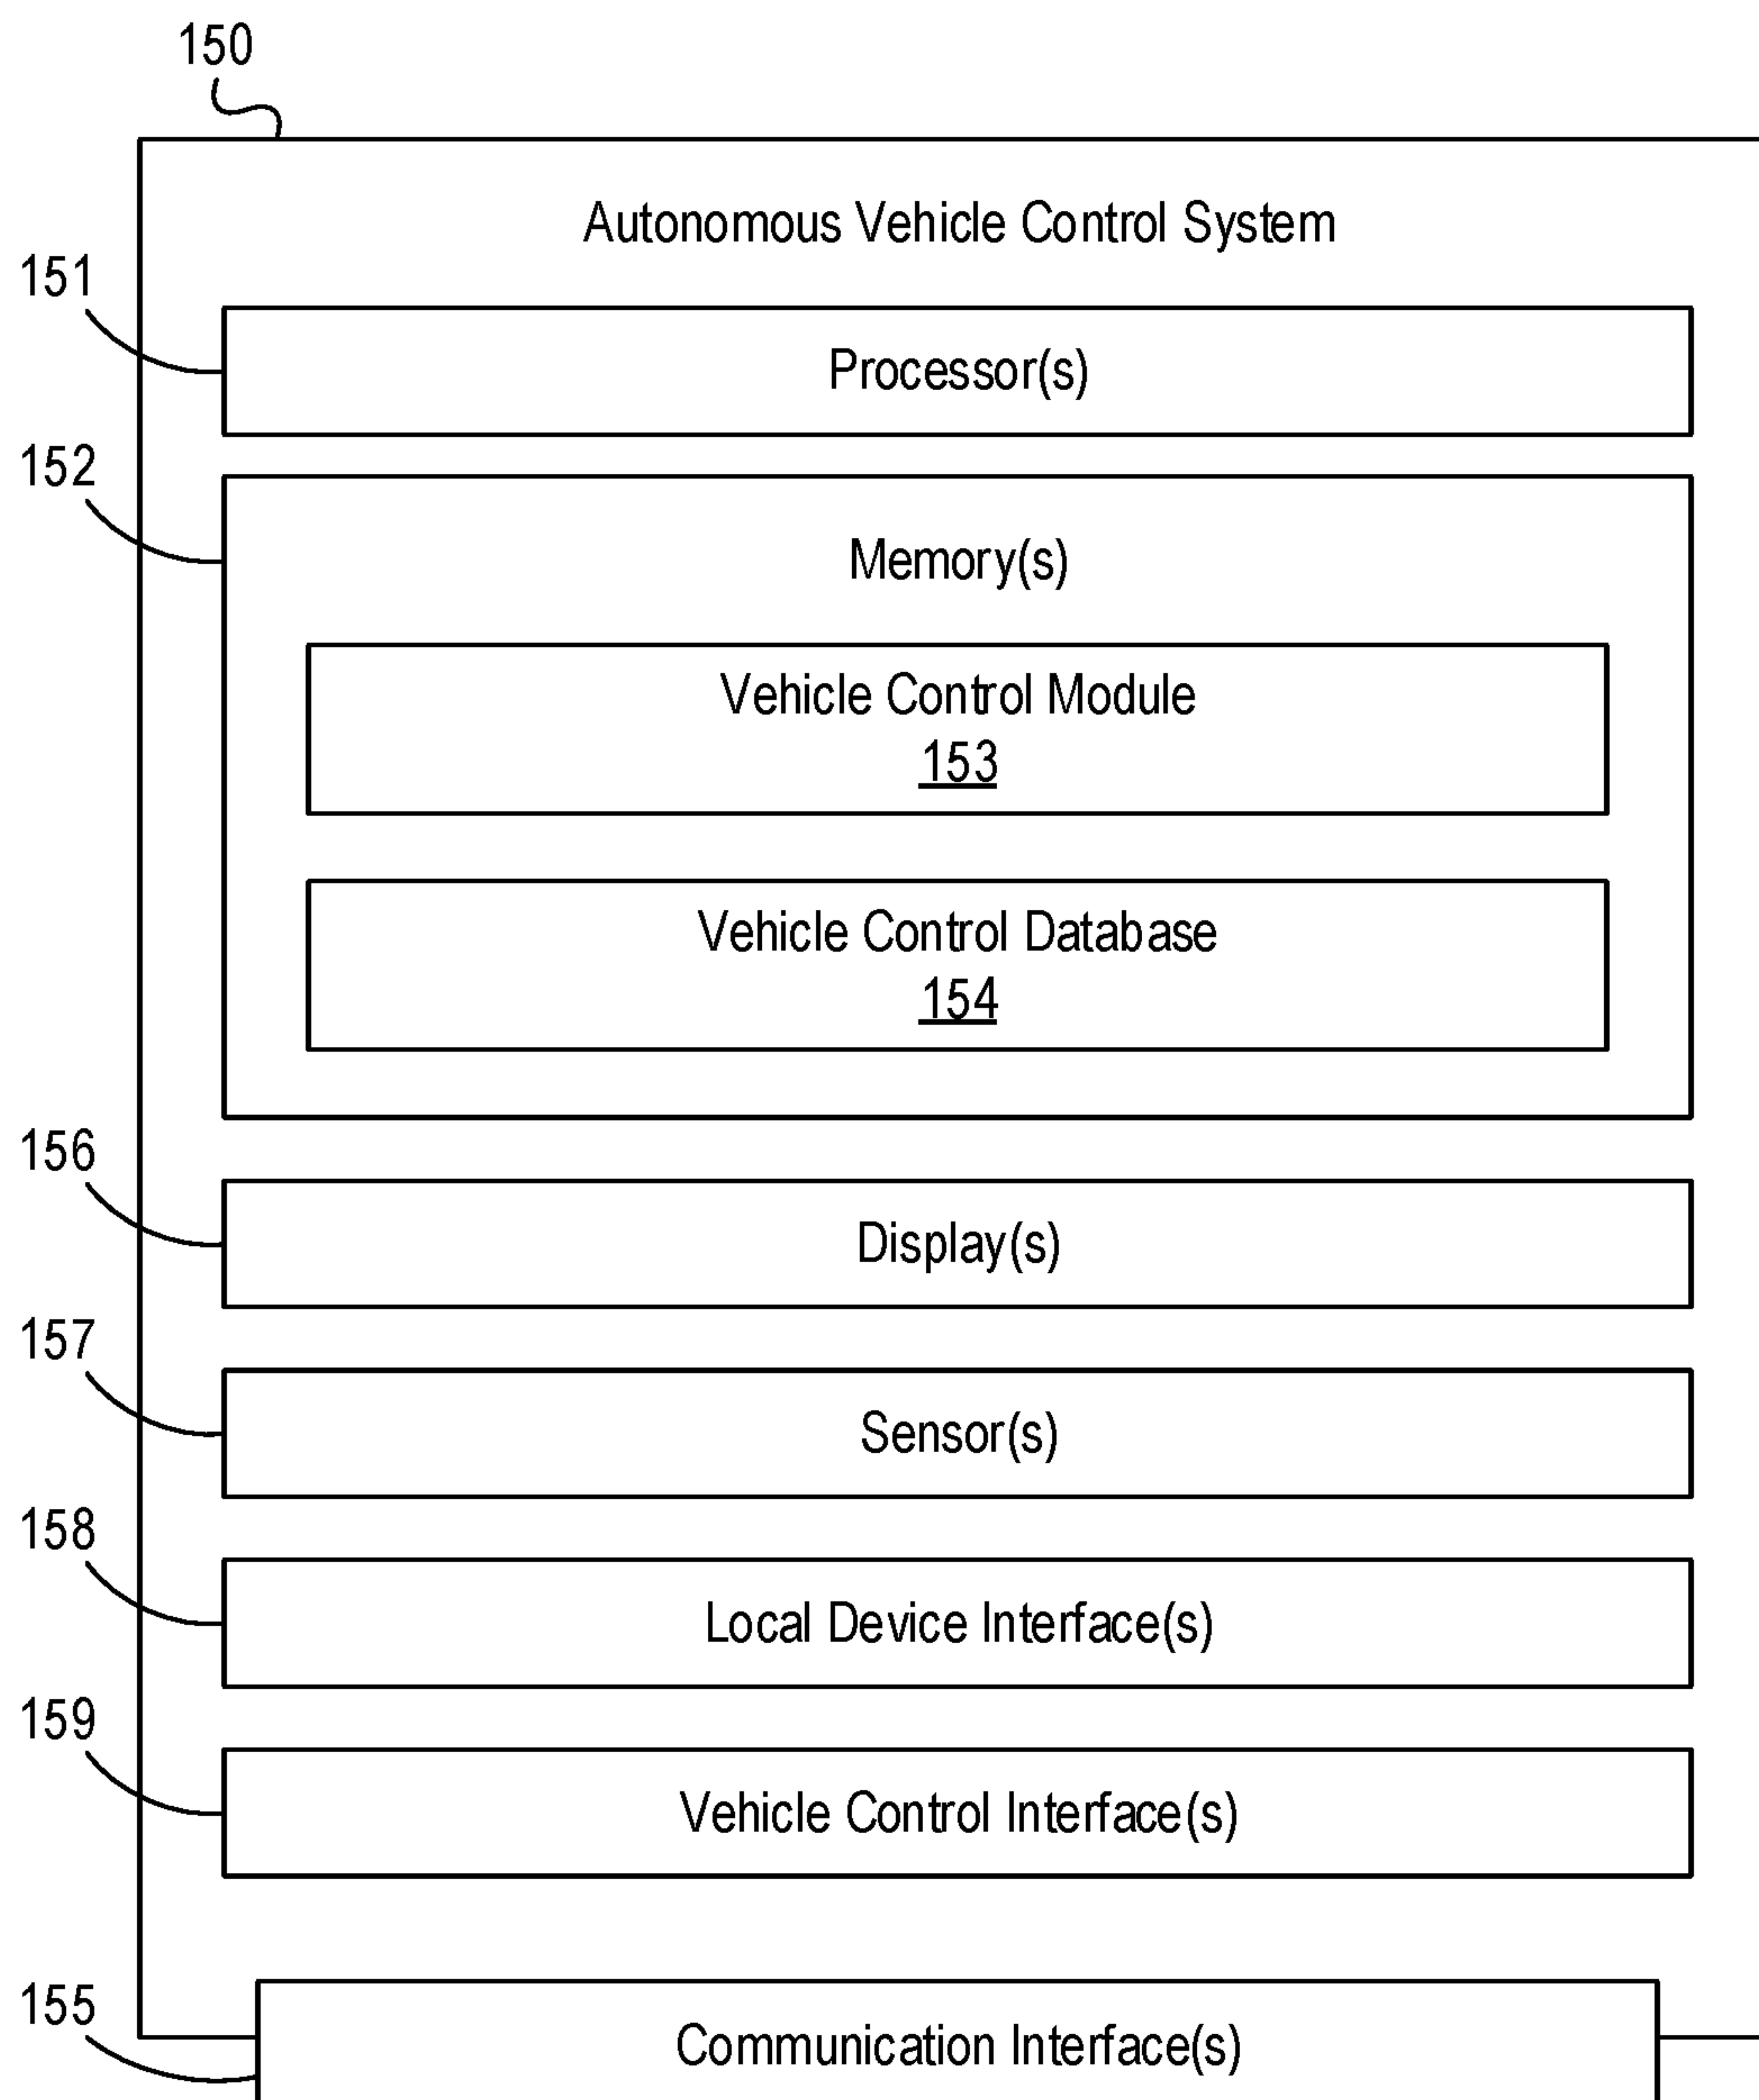 150
Autonomous Vehicle Control System
151
Processor(s)
152
Memory(s)
Vehicle Control Module
153
Vehicle Control Database
154
156
Display(s)
157
Sensor(s)
158
Local Device Interface(s)
159
Vehicle Control Interface(s)
155
Communication Interface(s)